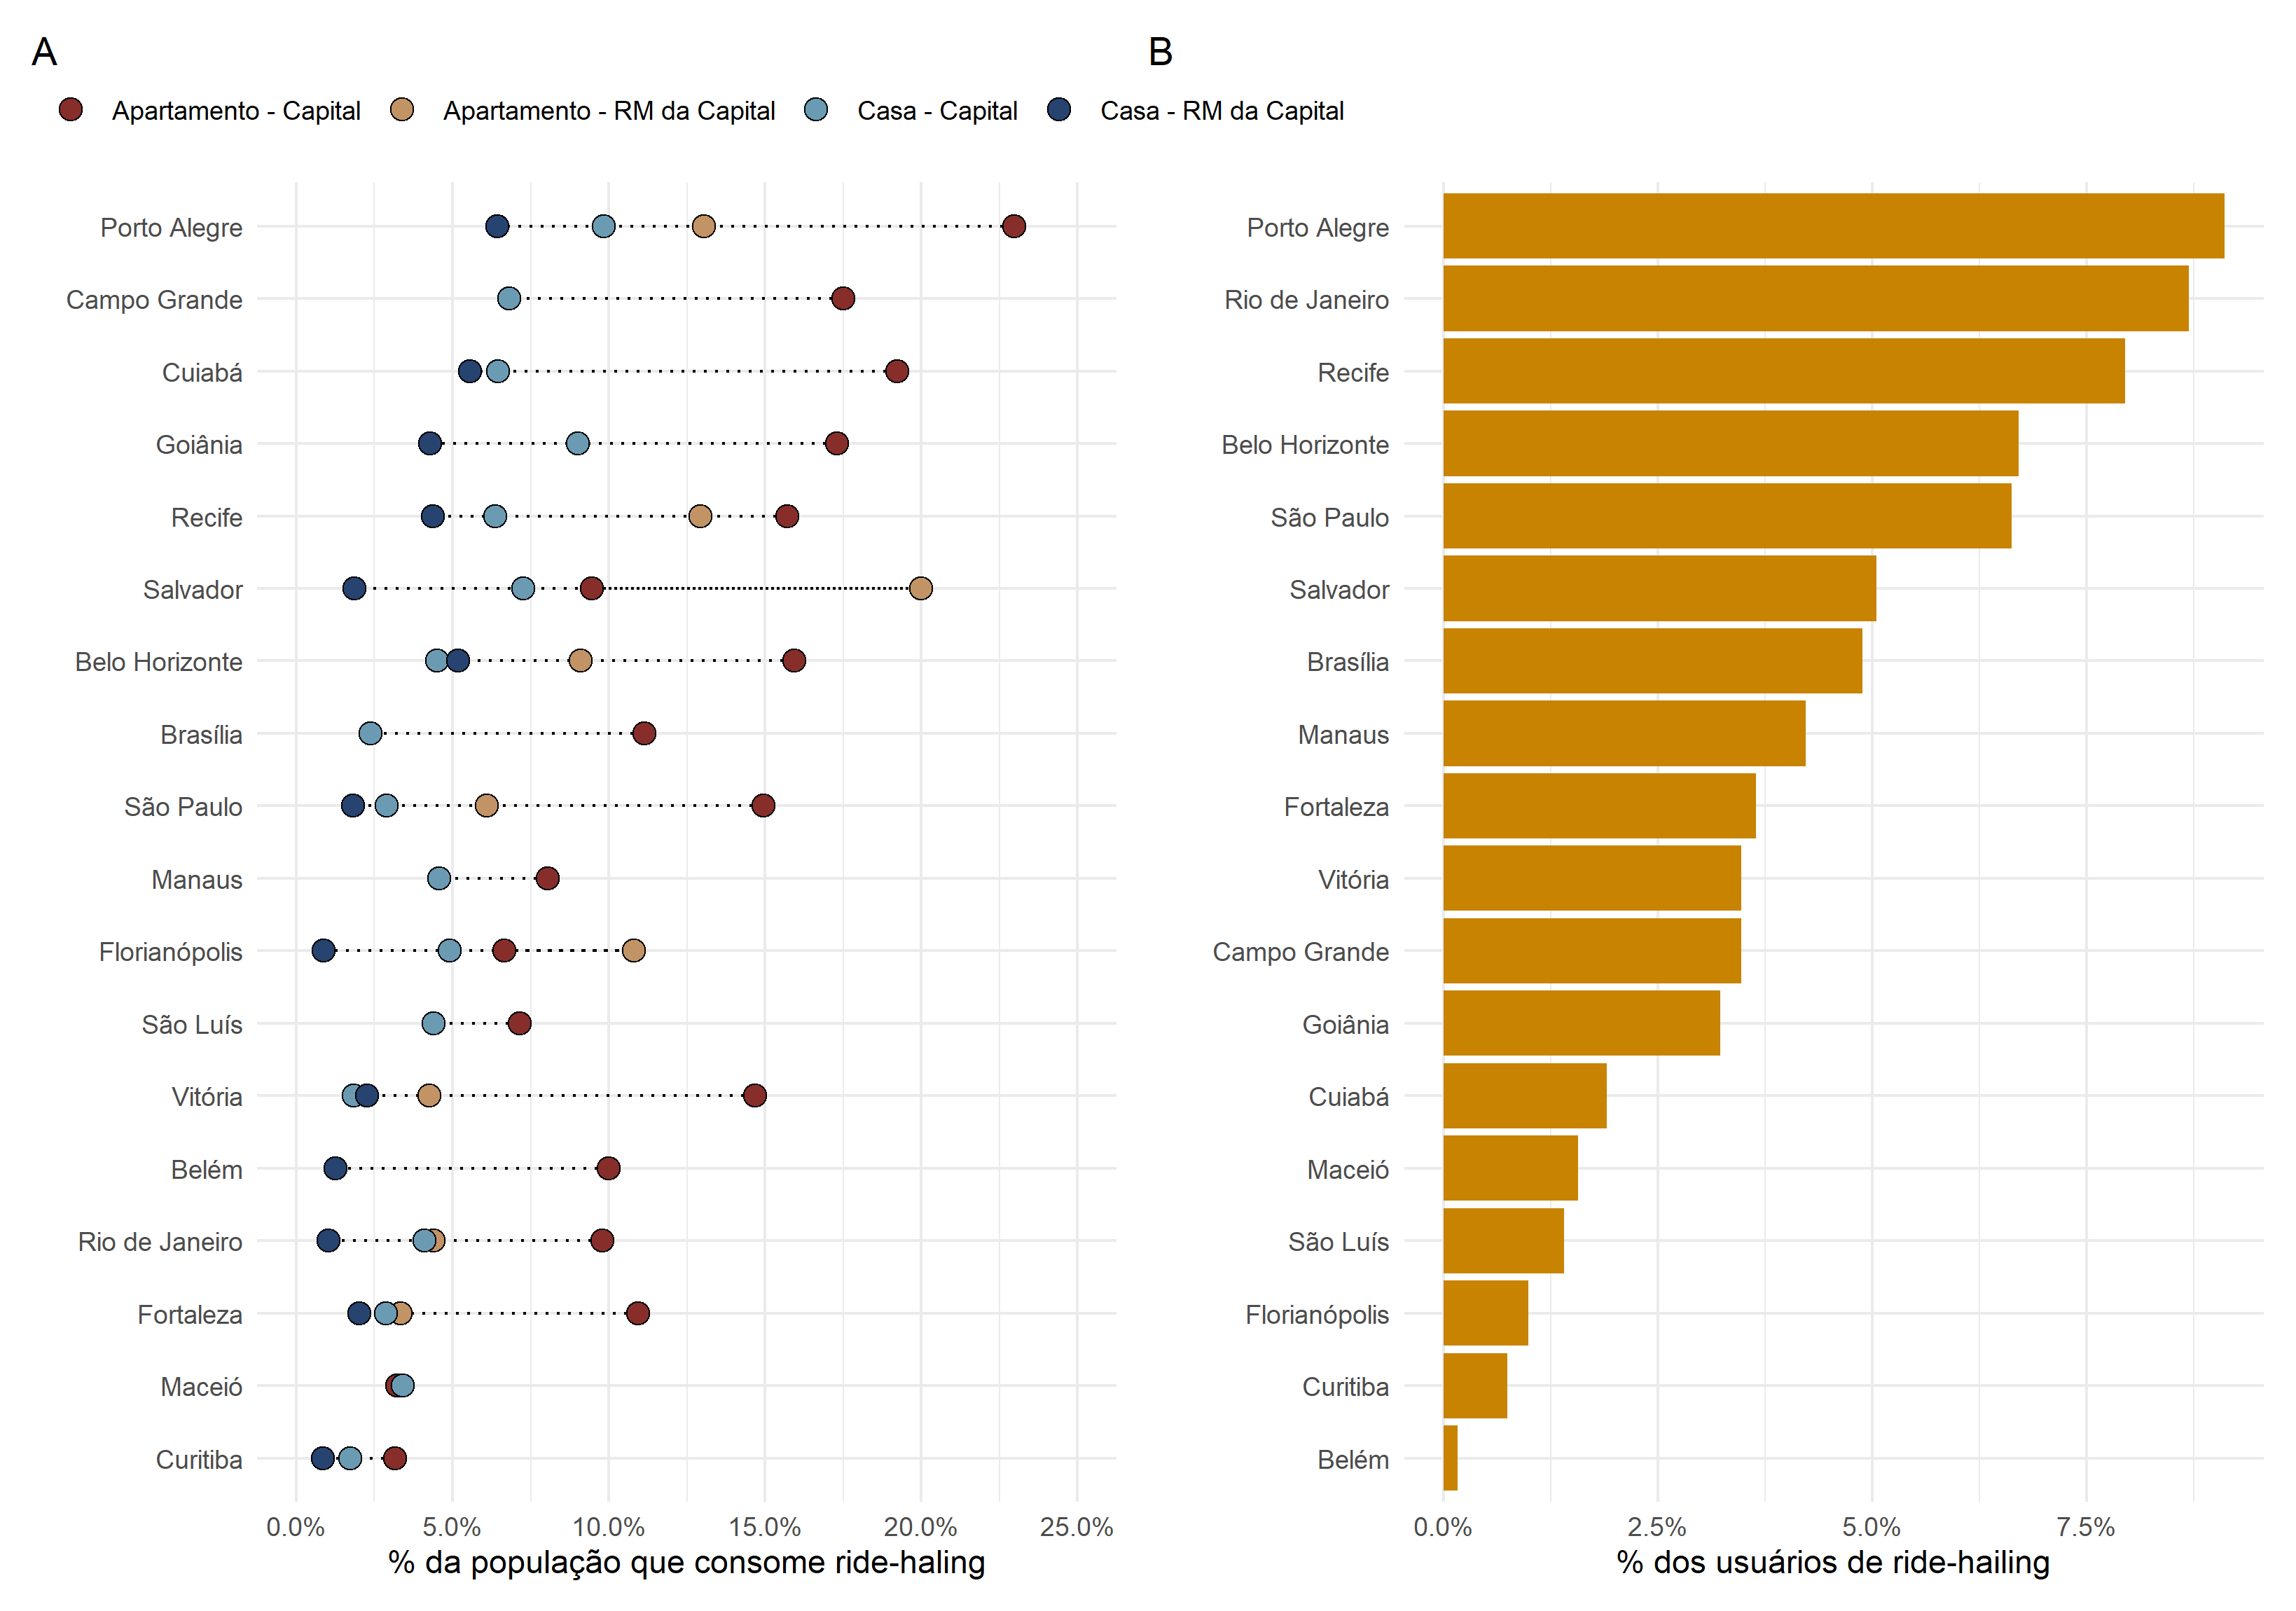 A
Apartamento - Capital Apartamento - RM da Capital Casa - Capital Casa - RM da Capital
Porto Alegre
Campo Grande
Cuiabá
Goiânia
Recife
Salvador
Belo Horizonte
Brasília
São Paulo
Manaus
Florianópolis
São Luís
Vitória
Belém
Rio de Janeiro
Fortaleza
Maceió
Curitiba
0.0% 5.0% 10.0% 15.0% 20.0% 25.0%
% da população que consome ride-haling
B
Porto Alegre
Rio de Janeiro
Recife
Belo Horizonte
São Paulo
Salvador
Brasília
Manaus
Fortaleza
Vitória
Campo Grande
Goiânia
Cuiabá
Maceió
São Luís
Florianópolis
Curitiba
Belém
0.0% 2.5% 5.0% 7.5%
% dos usuários de ride-hailing